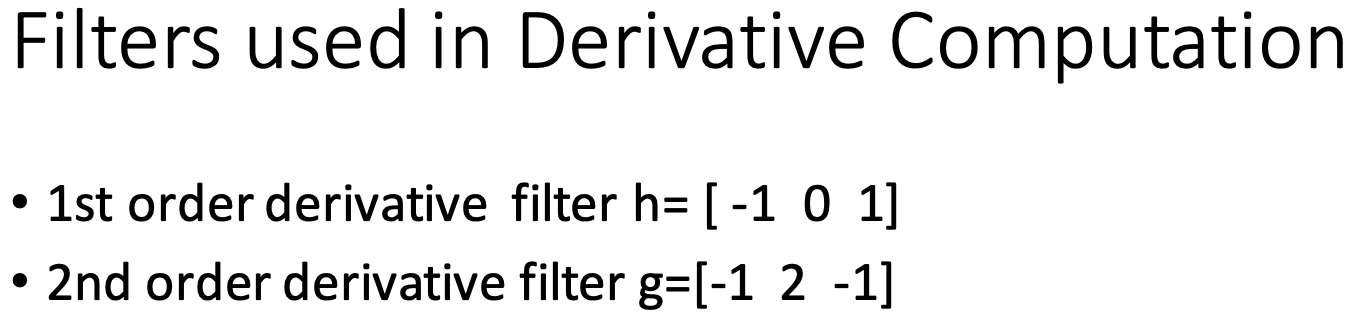 Filters used in Derivative Computation
• 1st order derivative filter h= [ -1 0 1]
• 2nd order derivative filter g=[-1 2 -1]